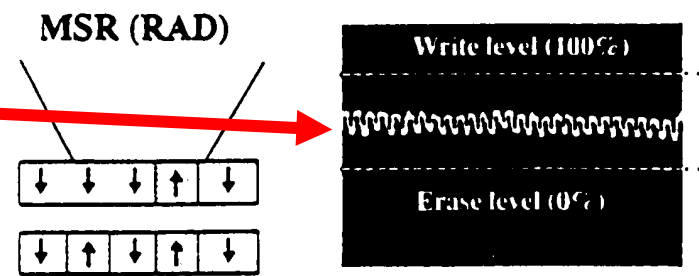 MSR (RAD)
Write level (100%)
Erase level (0%)